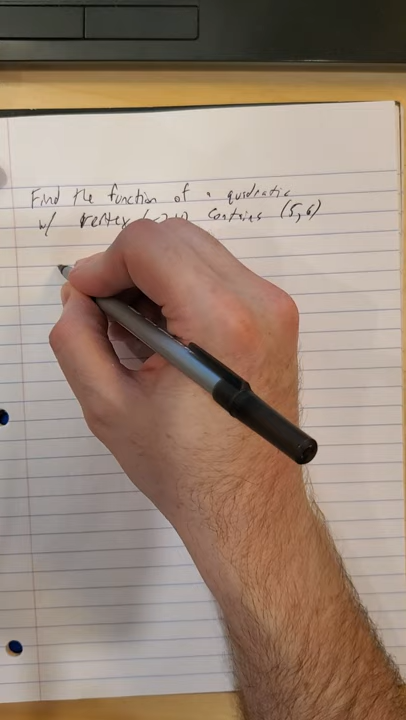 Find the function of a quadratic
w/ vertex contains (5,6)